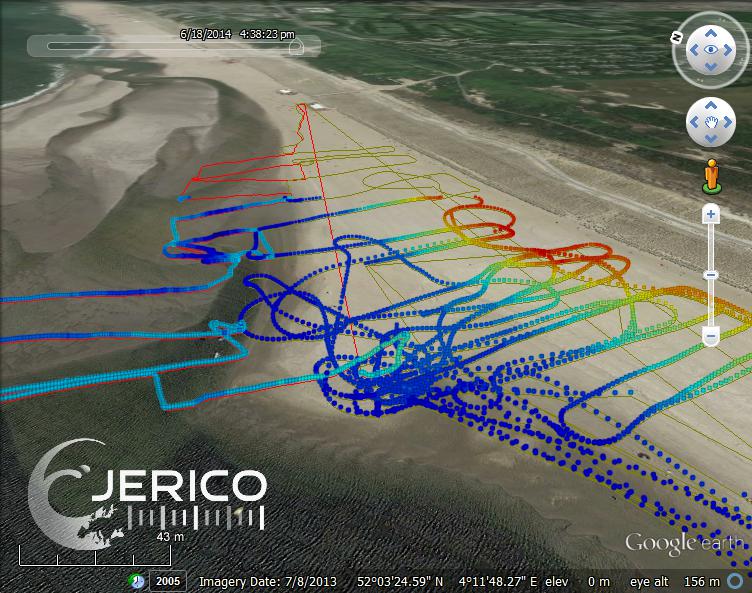 6/18/2014 4:38:23 pm
N
JERICO
43 m
Google earth
2005 Imagery Date: 7/8/2013 52°03'24.59" N 4°11'48.27" E elev 0 m eye alt 156 m